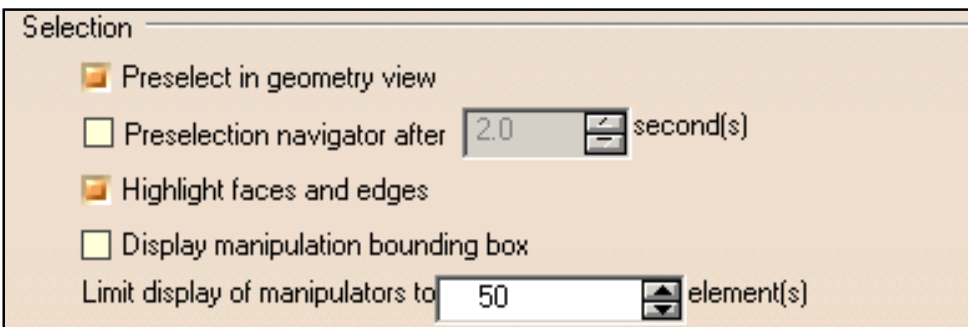 Selection
Preselect in geometry view
Preselection navigator after 2.0 second(s)
Highlight faces and edges
Display manipulation bounding box
Limit display of manipulators to 50 element(s)